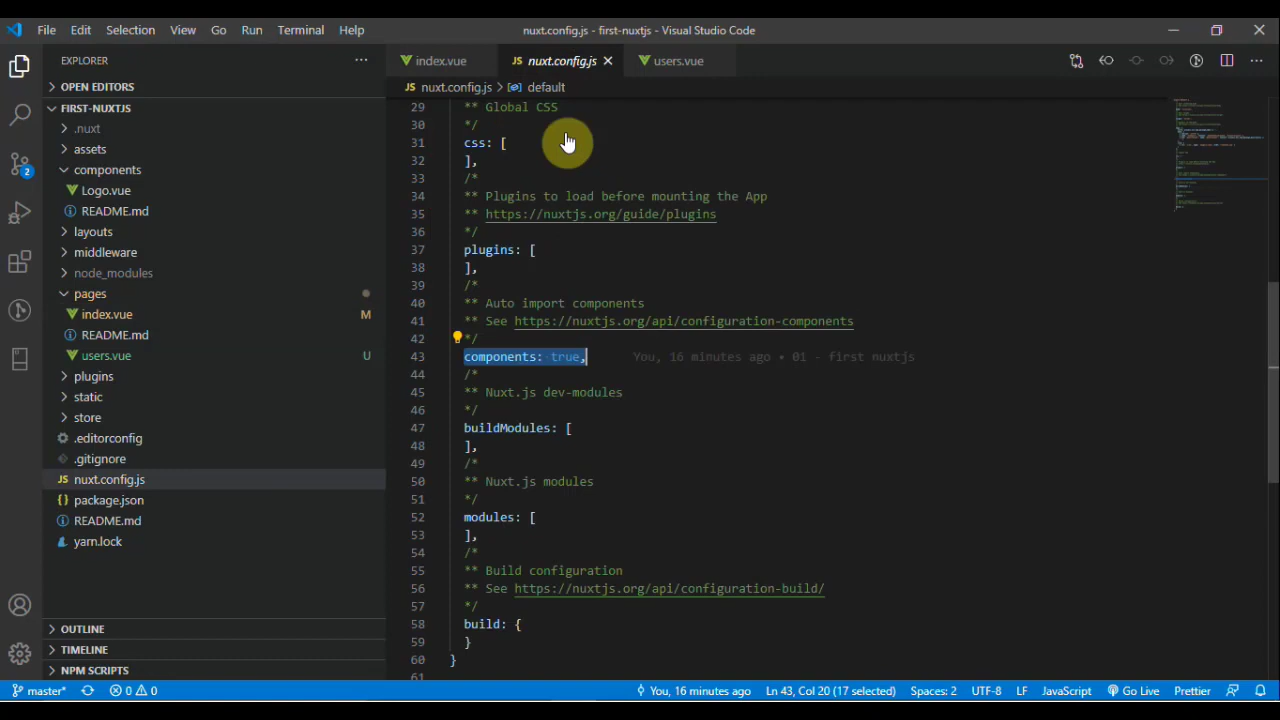 File Edit Selection View Go Run Terminal Help
nuxt.config.js - first-nuxtjs - Visual Studio Code
EXPLORER
OPEN EDITORS
FIRST-NUXTJS
.nuxt
assets
components
Logo.vue
README.md
layouts
middleware
node_modules
pages
index.vue M
README.md
users.vue U
plugins
static
store
.editorconfig
.gitignore
JS nuxt.config.js
{} package.json
README.md
yarn.lock
OUTLINE
TIMELINE
NPM SCRIPTS
2
index.vue JS nuxt.config.js users.vue
JS nuxt.config.js > default
29 ** Global CSS
30 */
31 css: [
32 ],
33 /*
34 ** Plugins to load before mounting the App
35 ** https://nuxtjs.org/guide/plugins
36 */
37 plugins: [
38 ],
39 /*
40 ** Auto import components
41 ** See https://nuxtjs.org/api/configuration-components
42 */
43 components: true, You, 16 minutes ago • 01 - first nuxtjs
44 /*
45 ** Nuxt.js dev-modules
46 */
47 buildModules: [
48 ],
49 /*
50 ** Nuxt.js modules
51 */
52 modules: [
53 ],
54 /*
55 ** Build configuration
56 ** See https://nuxtjs.org/api/configuration-build/
57 */
58 build: {
59 }
60 }
61
master* 0 0 You, 16 minutes ago Ln 43, Col 20 (17 selected) Spaces: 2 UTF-8 LF JavaScript Go Live Prettier